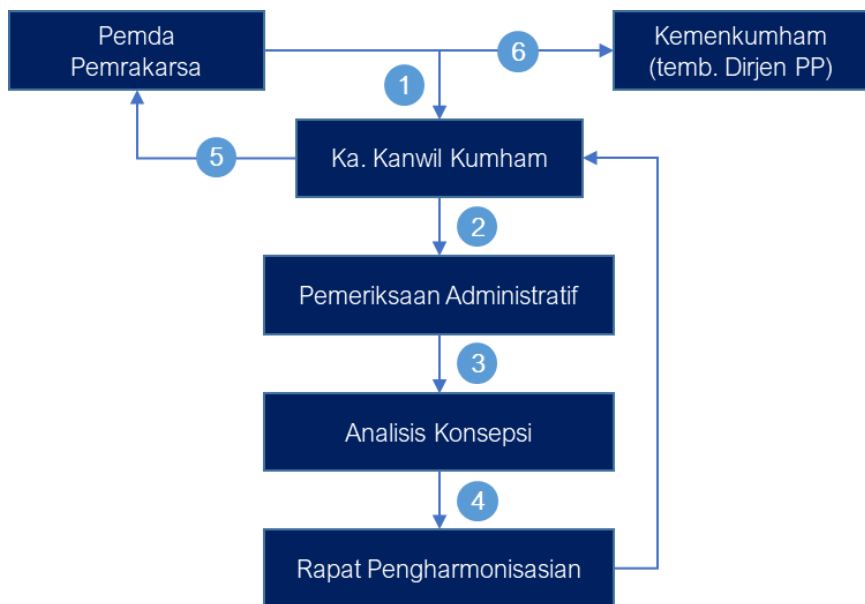 Pemda
Pemrakarsa
6
Kemenkumham
(temb. Dirjen PP)
1
5
Ka. Kanwil Kumham
2
Pemeriksaan Administratif
3
Analisis Konsepsi
4
Rapat Pengharmonisasian